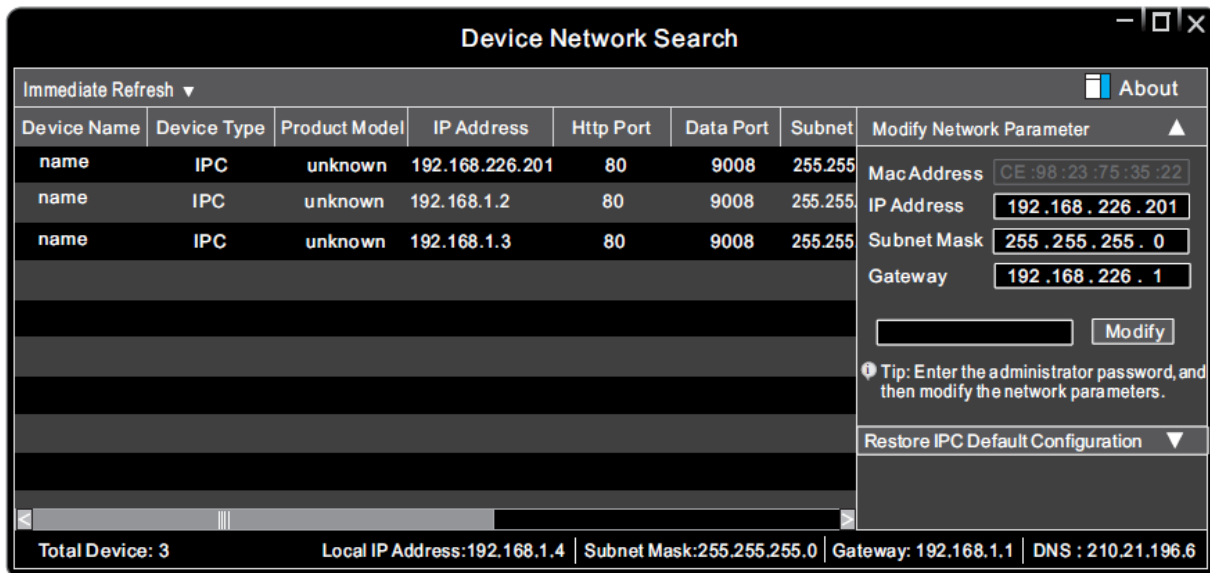 Device Network Search
Immediate Refresh ▼
About
Device Name Device Type Product Model IP Address Http Port Data Port Subnet
name IPC unknown 192.168.226.201 80 9008 255.255
name IPC unknown 192.168.1.2 80 9008 255.255.
name IPC unknown 192.168.1.3 80 9008 255.255.
Modify Network Parameter ▲
Mac Address CE:98:23:75:35:22
IP Address 192.168.226.201
Subnet Mask 255.255.255.0
Gateway 192.168.226.1
Modify
Tip: Enter the administrator password, and
then modify the network parameters.
Restore IPC Default Configuration ▼
Total Device: 3 Local IP Address:192.168.1.4 Subnet Mask:255.255.255.0 Gateway: 192.168.1.1 DNS : 210.21.196.6